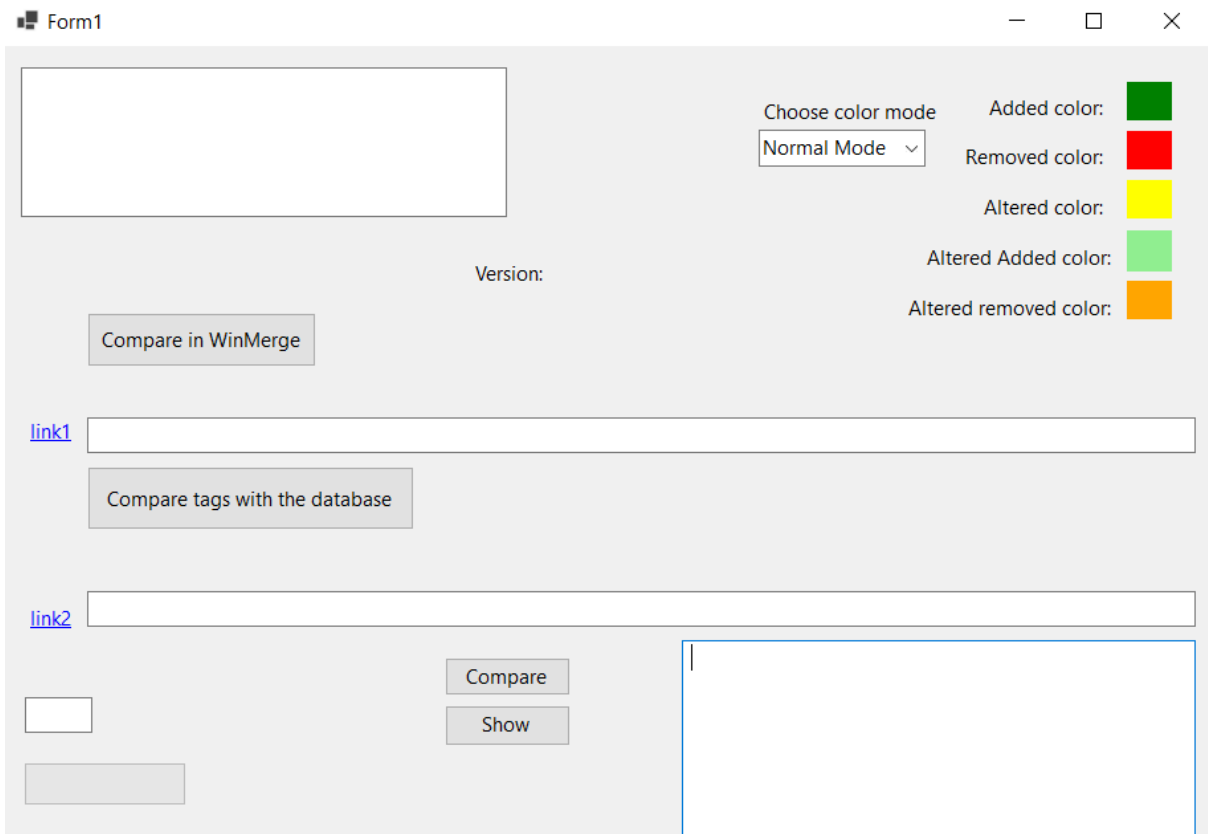 Form1
Choose color mode
Normal Mode
Added color:
Removed color:
Altered color:
Altered Added color:
Altered removed color:
Version:
Compare in WinMerge
link1
Compare tags with the database
link2
Compare
Show